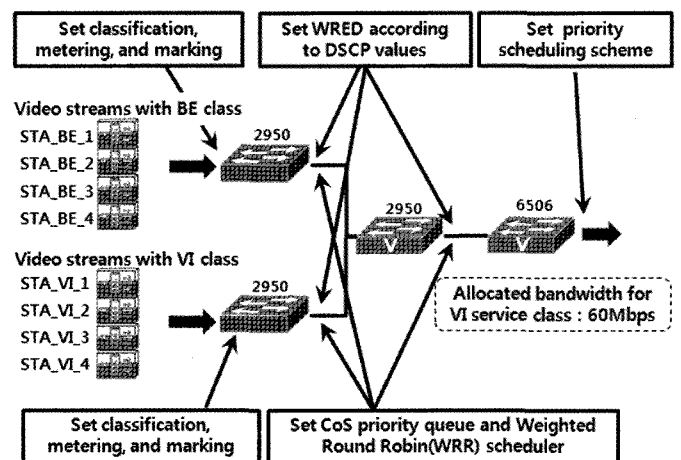 Set classification,
metering, and marking
Set WRED according
to DSCP values
Set priority
scheduling scheme
Video streams with BE class
STA_BE_1
STA_BE_2
STA_BE_3
STA_BE_4
2950
2950
6506
V
V
Video streams with VI class
STA_VI_1
STA_VI_2
STA_VI_3
STA_VI_4
2950
Allocated bandwidth for
VI service class : 60Mbps
Set classification,
metering, and marking
Set CoS priority queue and Weighted
Round Robin(WRR) scheduler